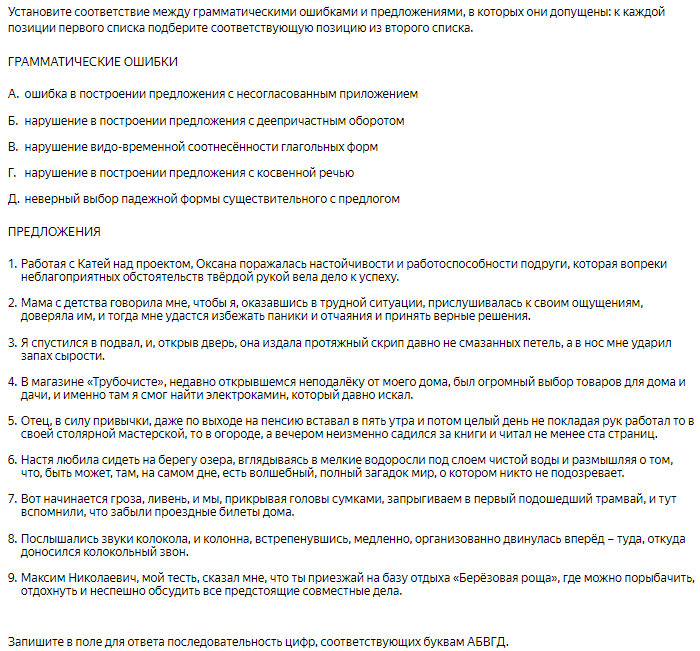 Установите соответствие между грамматическими ошибками и предложениями, в которых они допущены: к каждой
позиции первого списка подберите соответствующую позицию из второго списка.
ГРАММАТИЧЕСКИЕ ОШИБКИ
А. ошибка в построении предложения с несогласованным приложением
Б. нарушение в построении предложения с деепричастным оборотом
В. нарушение видо-временной соотнесённости глагольных форм
Г. нарушение в построении предложения с косвенной речью
Д. неверный выбор падежной формы существительного с предлогом
ПРЕДЛОЖЕНИЯ
1. Работая с Катей над проектом, Оксана поражалась настойчивости и работоспособности подруги, которая вопреки
неблагоприятных обстоятельств твёрдой рукой вела дело к успеху.
2. Мама с детства говорила мне, чтобы я, оказавшись в трудной ситуации, прислушивалась к своим ощущениям,
доверяла им, и тогда мне удастся избежать паники и отчаяния и принять верные решения.
3. Я спустился в подвал, и, открыв дверь, она издала протяжный скрип давно не смазанных петель, а в нос мне ударил
запах сырости.
4. В магазине «Трубочисте», недавно открывшемся неподалёку от моего дома, был огромный выбор товаров для дома и
дачи, и именно там я смог найти электрокамин, который давно искал.
5. Отец, в силу привычки, даже по выходе на пенсию вставал в пять утра и потом целый день не покладая рук работал то в
своей столярной мастерской, то в огороде, а вечером неизменно садился за книги и читал не менее ста страниц.
6. Настя любила сидеть на берегу озера, вглядываясь в мелкие водоросли под слоем чистой воды и размышляя о том,
что, быть может, там, на самом дне, есть волшебный, полный загадок мир, о котором никто не подозревает.
7. Вот начинается гроза, ливень, и мы, прикрывая головы сумками, запрыгиваем в первый подошедший трамвай, и тут
вспомнили, что забыли проездные билеты дома.
8. Послышались звуки колокола, и колонна, встрепенувшись, медленно, организованно двинулась вперёд – туда, откуда
доносился колокольный звон.
9. Максим Николаевич, мой тесть, сказал мне, что ты приезжай на базу отдыха «Берёзовая роща», где можно порыбачить,
отдохнуть и неспешно обсудить все предстоящие совместные дела.
Запишите в поле для ответа последовательность цифр, соответствующих буквам АБВГД.